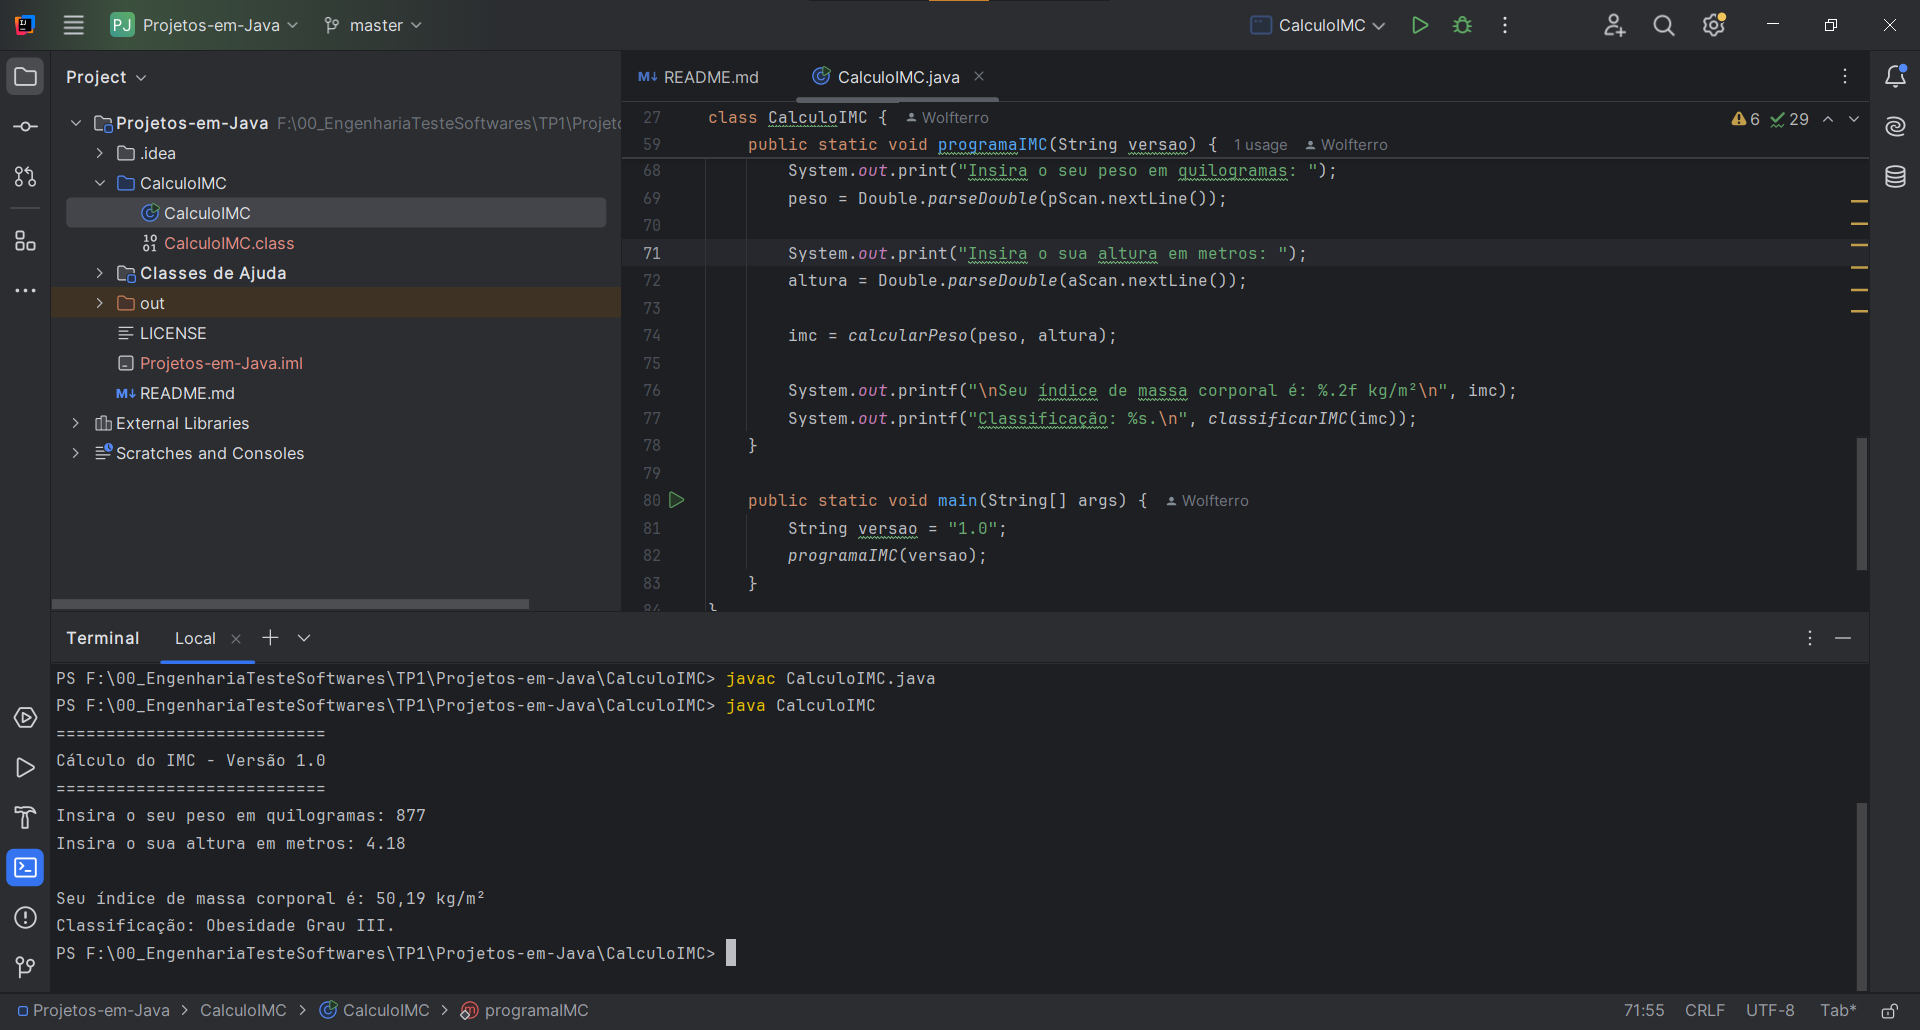 PJ Projetos-em-Java master CalculoIMC
Project
Projetos-em-Java F:\00_EngenhariaTesteSoftwares\TP1\Projeto
.idea
CalculoIMC
CalculoIMC
CalculoIMC.class
Classes de Ajuda
out
LICENSE
Projetos-em-Java.iml
README.md
External Libraries
Scratches and Consoles
README.md CalculoIMC.java
27 class CalculoIMC { Wolfterro
6 29
59 public static void programaIMC(String versao) { 1 usage Wolfterro
68 System.out.print("Insira o seu peso em quilogramas: ");
69 peso = Double.parseDouble(pScan.nextLine());
70
71 System.out.print("Insira o sua altura em metros: ");
72 altura = Double.parseDouble(aScan.nextLine());
73
74 imc = calcularPeso(peso, altura);
75
76 System.out.printf("\nSeu índice de massa corporal é: %.2f kg/m²\n", imc);
77 System.out.printf("Classificação: %s.\n", classificarIMC(imc));
78 }
79
80 public static void main(String[] args) { Wolfterro
81 String versao = "1.0";
82 programaIMC(versao);
83 }
84 }
Terminal Local
PS F:\00_EngenhariaTesteSoftwares\TP1\Projetos-em-Java\CalculoIMC> javac CalculoIMC.java
PS F:\00_EngenhariaTesteSoftwares\TP1\Projetos-em-Java\CalculoIMC> java CalculoIMC
===========================
Cálculo do IMC - Versão 1.0
===========================
Insira o seu peso em quilogramas: 877
Insira o sua altura em metros: 4.18
Seu índice de massa corporal é: 50,19 kg/m²
Classificação: Obesidade Grau III.
PS F:\00_EngenhariaTesteSoftwares\TP1\Projetos-em-Java\CalculoIMC>
Projetos-em-Java > CalculoIMC > CalculoIMC > programaIMC
71:55 CRLF UTF-8 Tab*